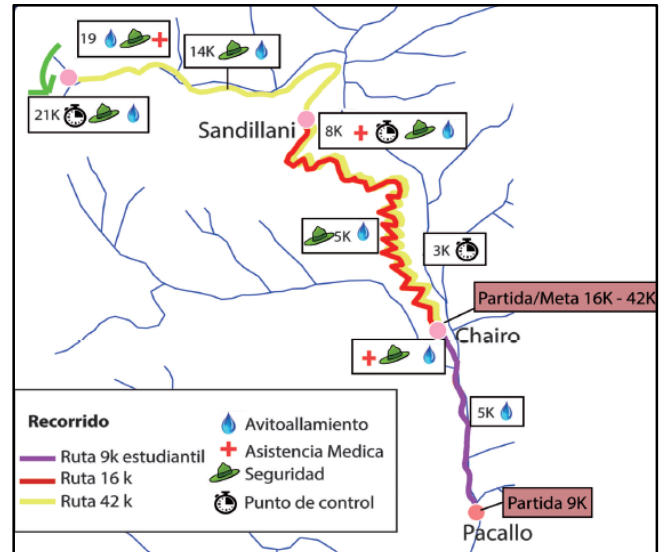 19
14K
21K
Sandillani
8K
5K
3K
Partida/Meta 16K - 42K
Chairo
5K
Recorrido
Ruta 9k estudiantil
Ruta 16 k
Ruta 42 k
Avitoallamiento
Asistencia Medica
Seguridad
Punto de control
Partida 9K
Pacallo